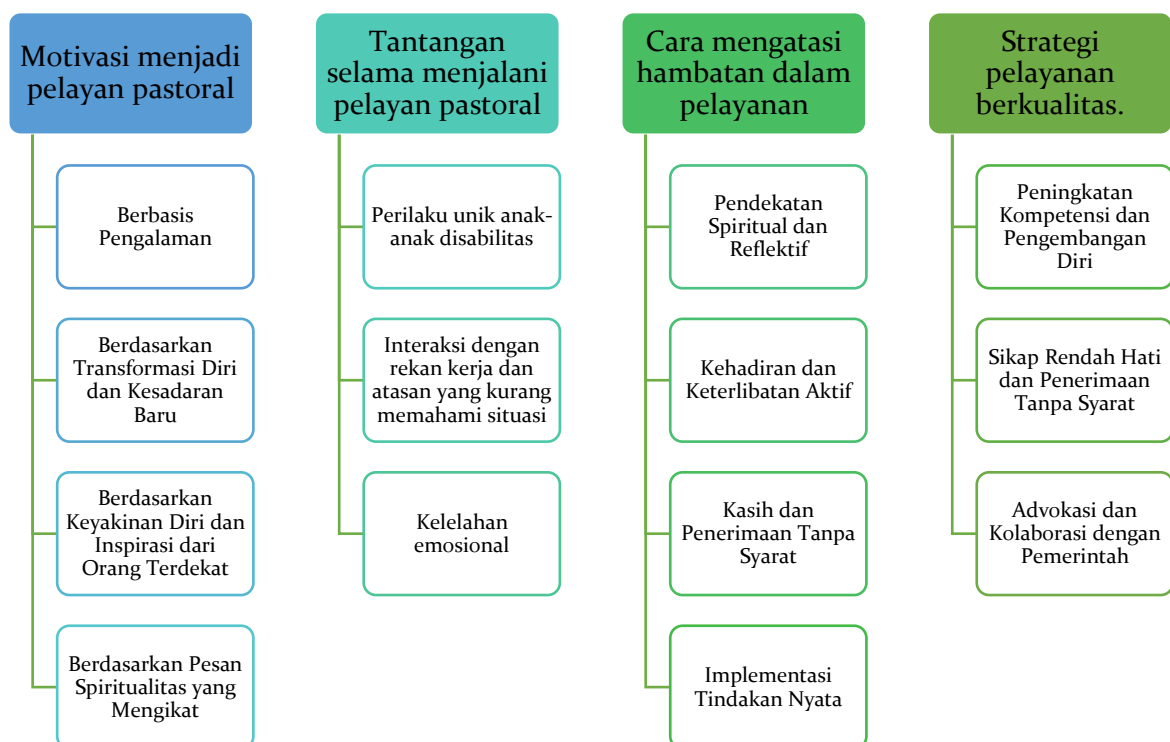 Motivasi menjadi
pelayan pastoral
Berbasis
Pengalaman
Berdasarkan
Transformasi Diri
dan Kesadaran
Baru
Berdasarkan
Keyakinan Diri dan
Inspirasi dari
Orang Terdekat
Berdasarkan Pesan
Spiritualitas yang
Mengikat
Tantangan
selama menjalani
pelayan pastoral
Perilaku unik anak-
anak disabilitas
Interaksi dengan
rekan kerja dan
atasan yang kurang
memahami situasi
Kelelahan
emosional
Cara mengatasi
hambatan dalam
pelayanan
Pendekatan
Spiritual dan
Reflektif
Kehadiran dan
Keterlibatan Aktif
Kasih dan
Penerimaan Tanpa
Syarat
Implementasi
Tindakan Nyata
Strategi
pelayanan
berkualitas.
Peningkatan
Kompetensi dan
Pengembangan
Diri
Sikap Rendah Hati
dan Penerimaan
Tanpa Syarat
Advokasi dan
Kolaborasi dengan
Pemerintah